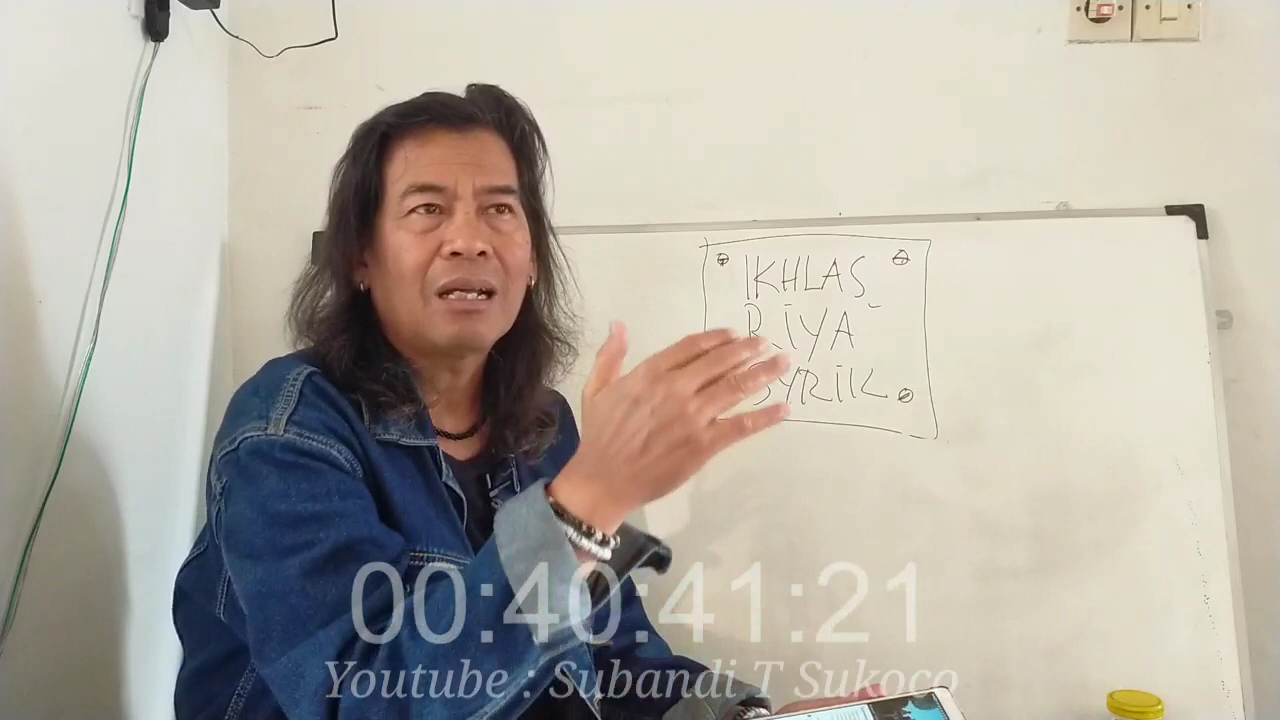 IKHLAS
RIYA
SYRIK
00:40:41:21
Youtube : Subandi T Sukoco